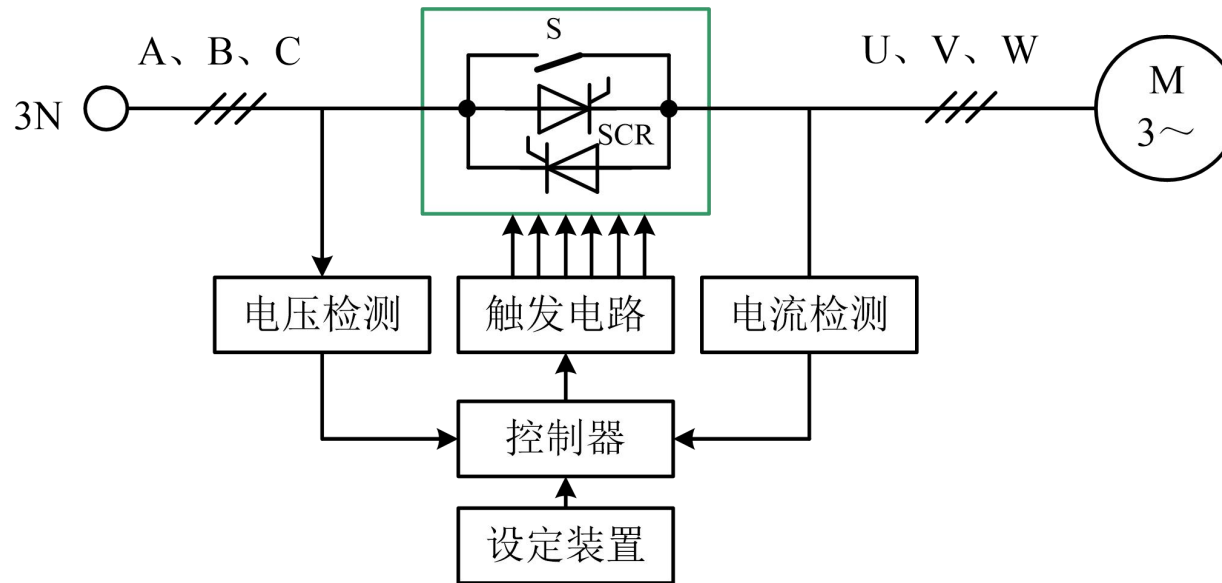 S
A、B、C
U、V、W
3N
SCR
M
3～
电压检测
触发电路
电流检测
控制器
设定装置